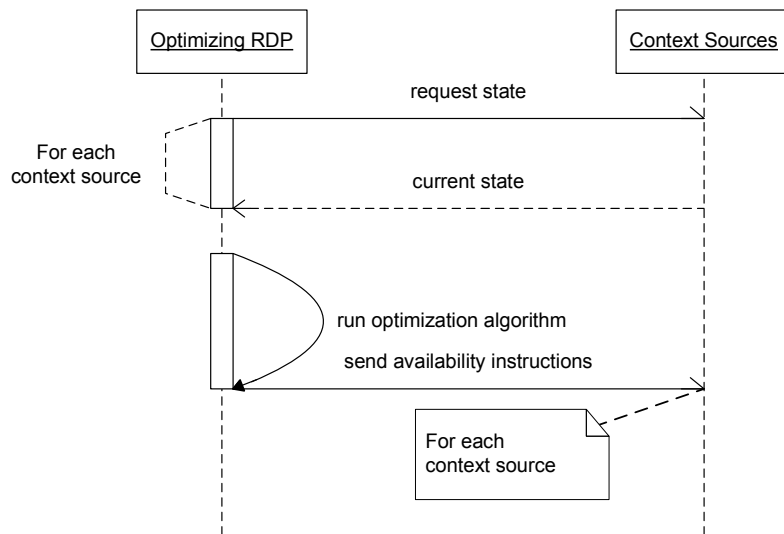 Optimizing RDP
Context Sources
request state
For each
context source
current state
run optimization algorithm
send availability instructions
For each
context source